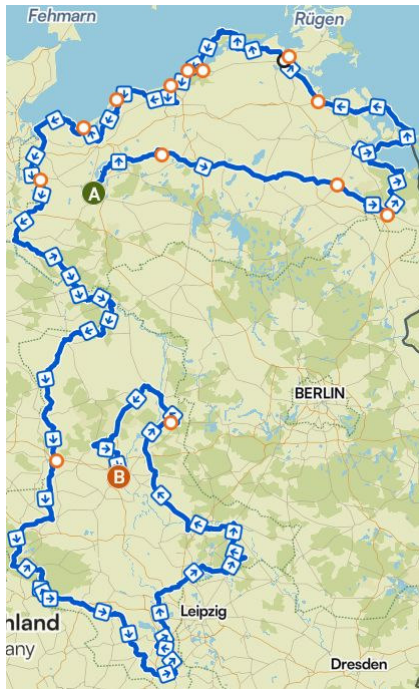 Fehmarn
Rügen
A
BERLIN
B
Leipzig
nland
any
Dresden